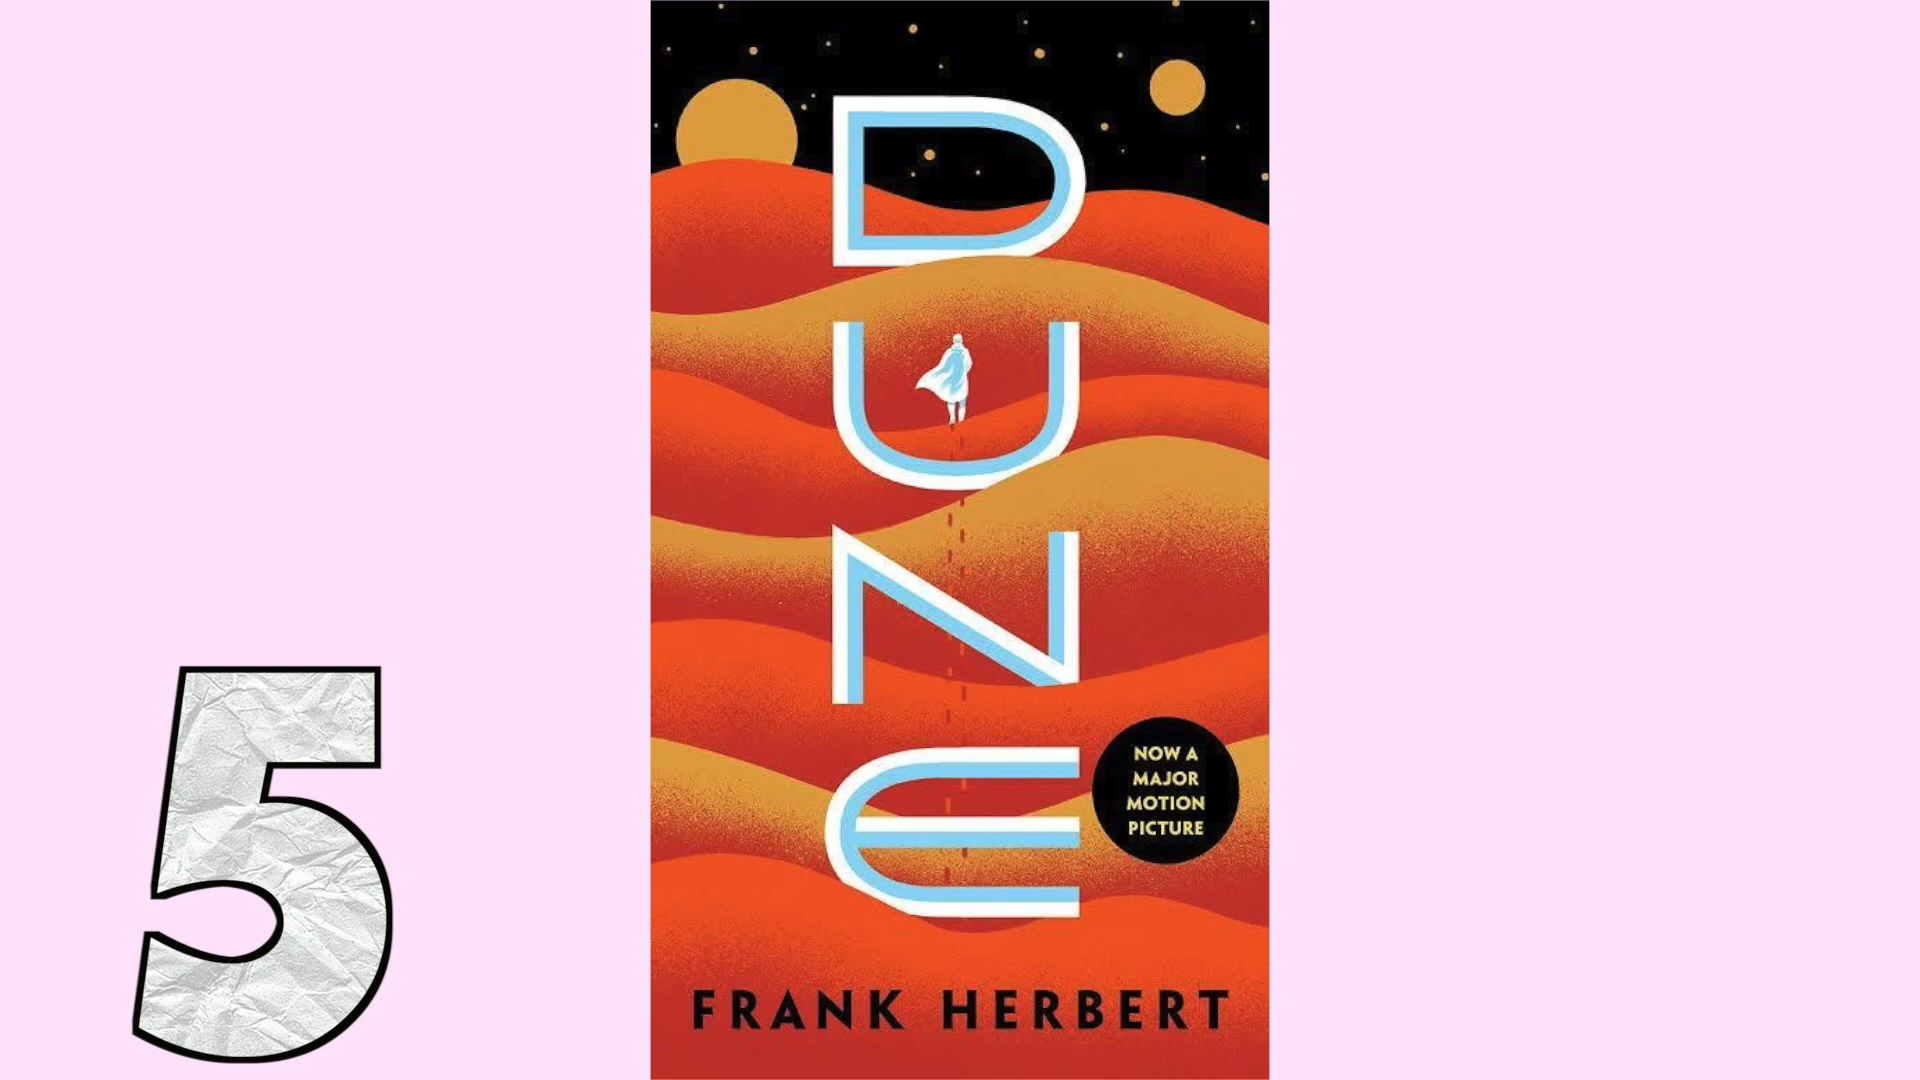 DUNE
NOW A
MAJOR
MOTION
PICTURE
5
FRANK HERBERT